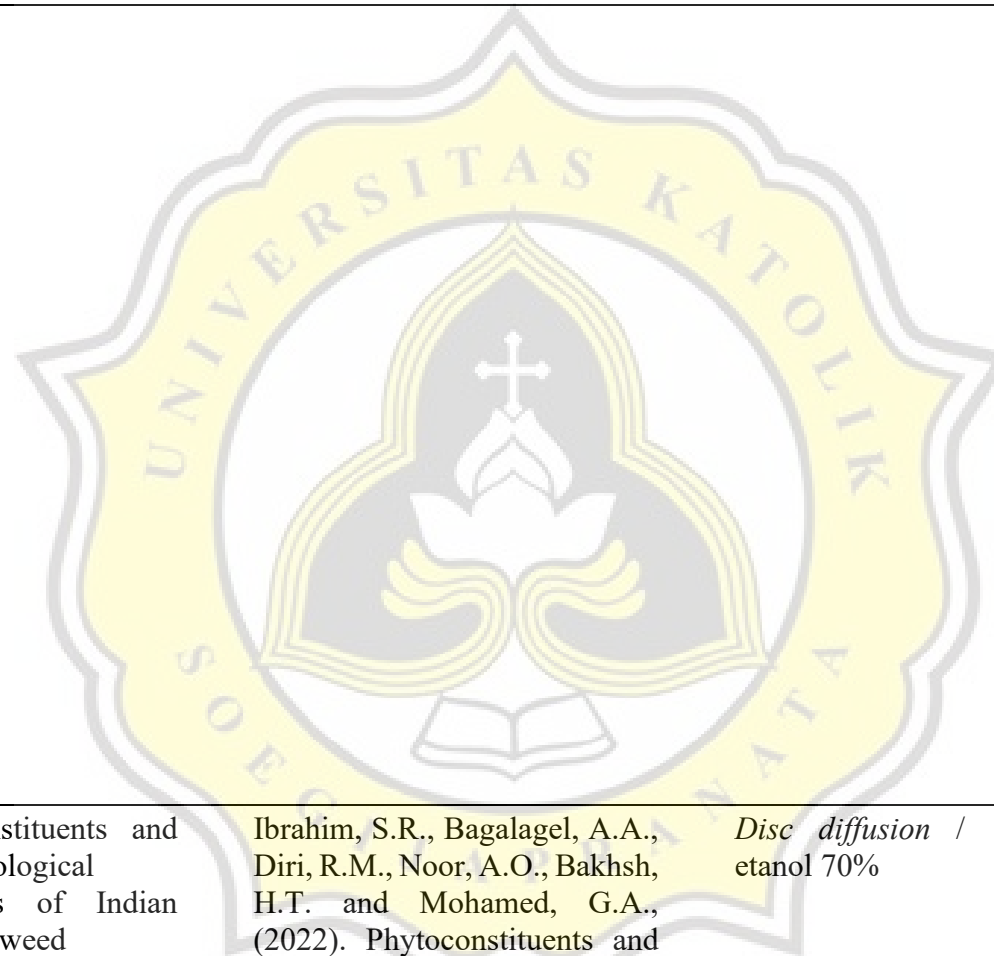 UNIVERSITAS KATOLIK
SOEGIJAPRANATA
stituents and
ological
s of Indian
weed
Ibrahim, S.R., Bagalagel, A.A.,
Diri, R.M., Noor, A.O., Bakhsh,
H.T. and Mohamed, G.A.,
(2022). Phytoconstituents and
Disc diffusion /
etanol 70%